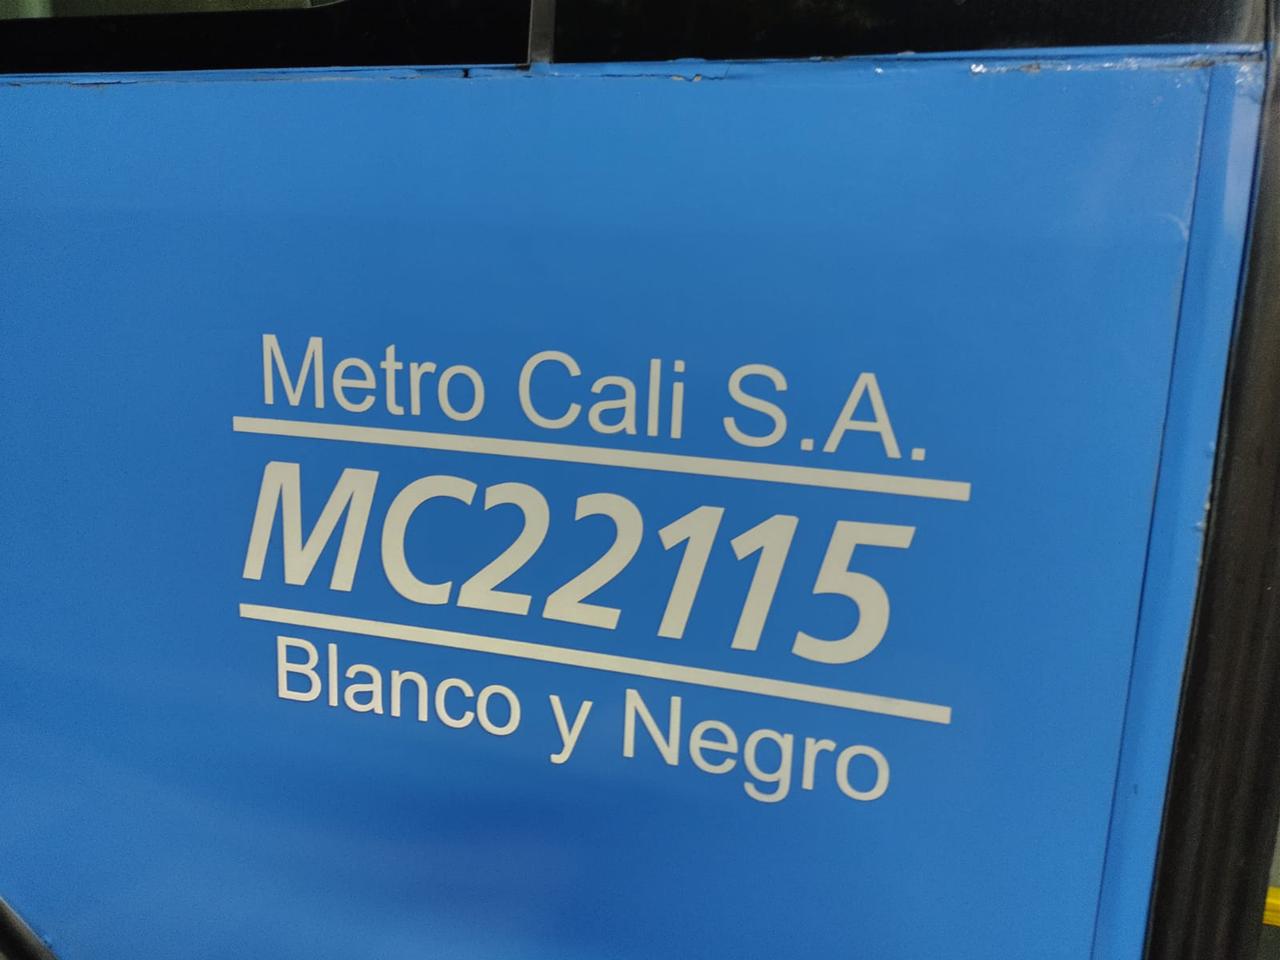 Metro Cali S.A.
MC22115
Blanco y Negro